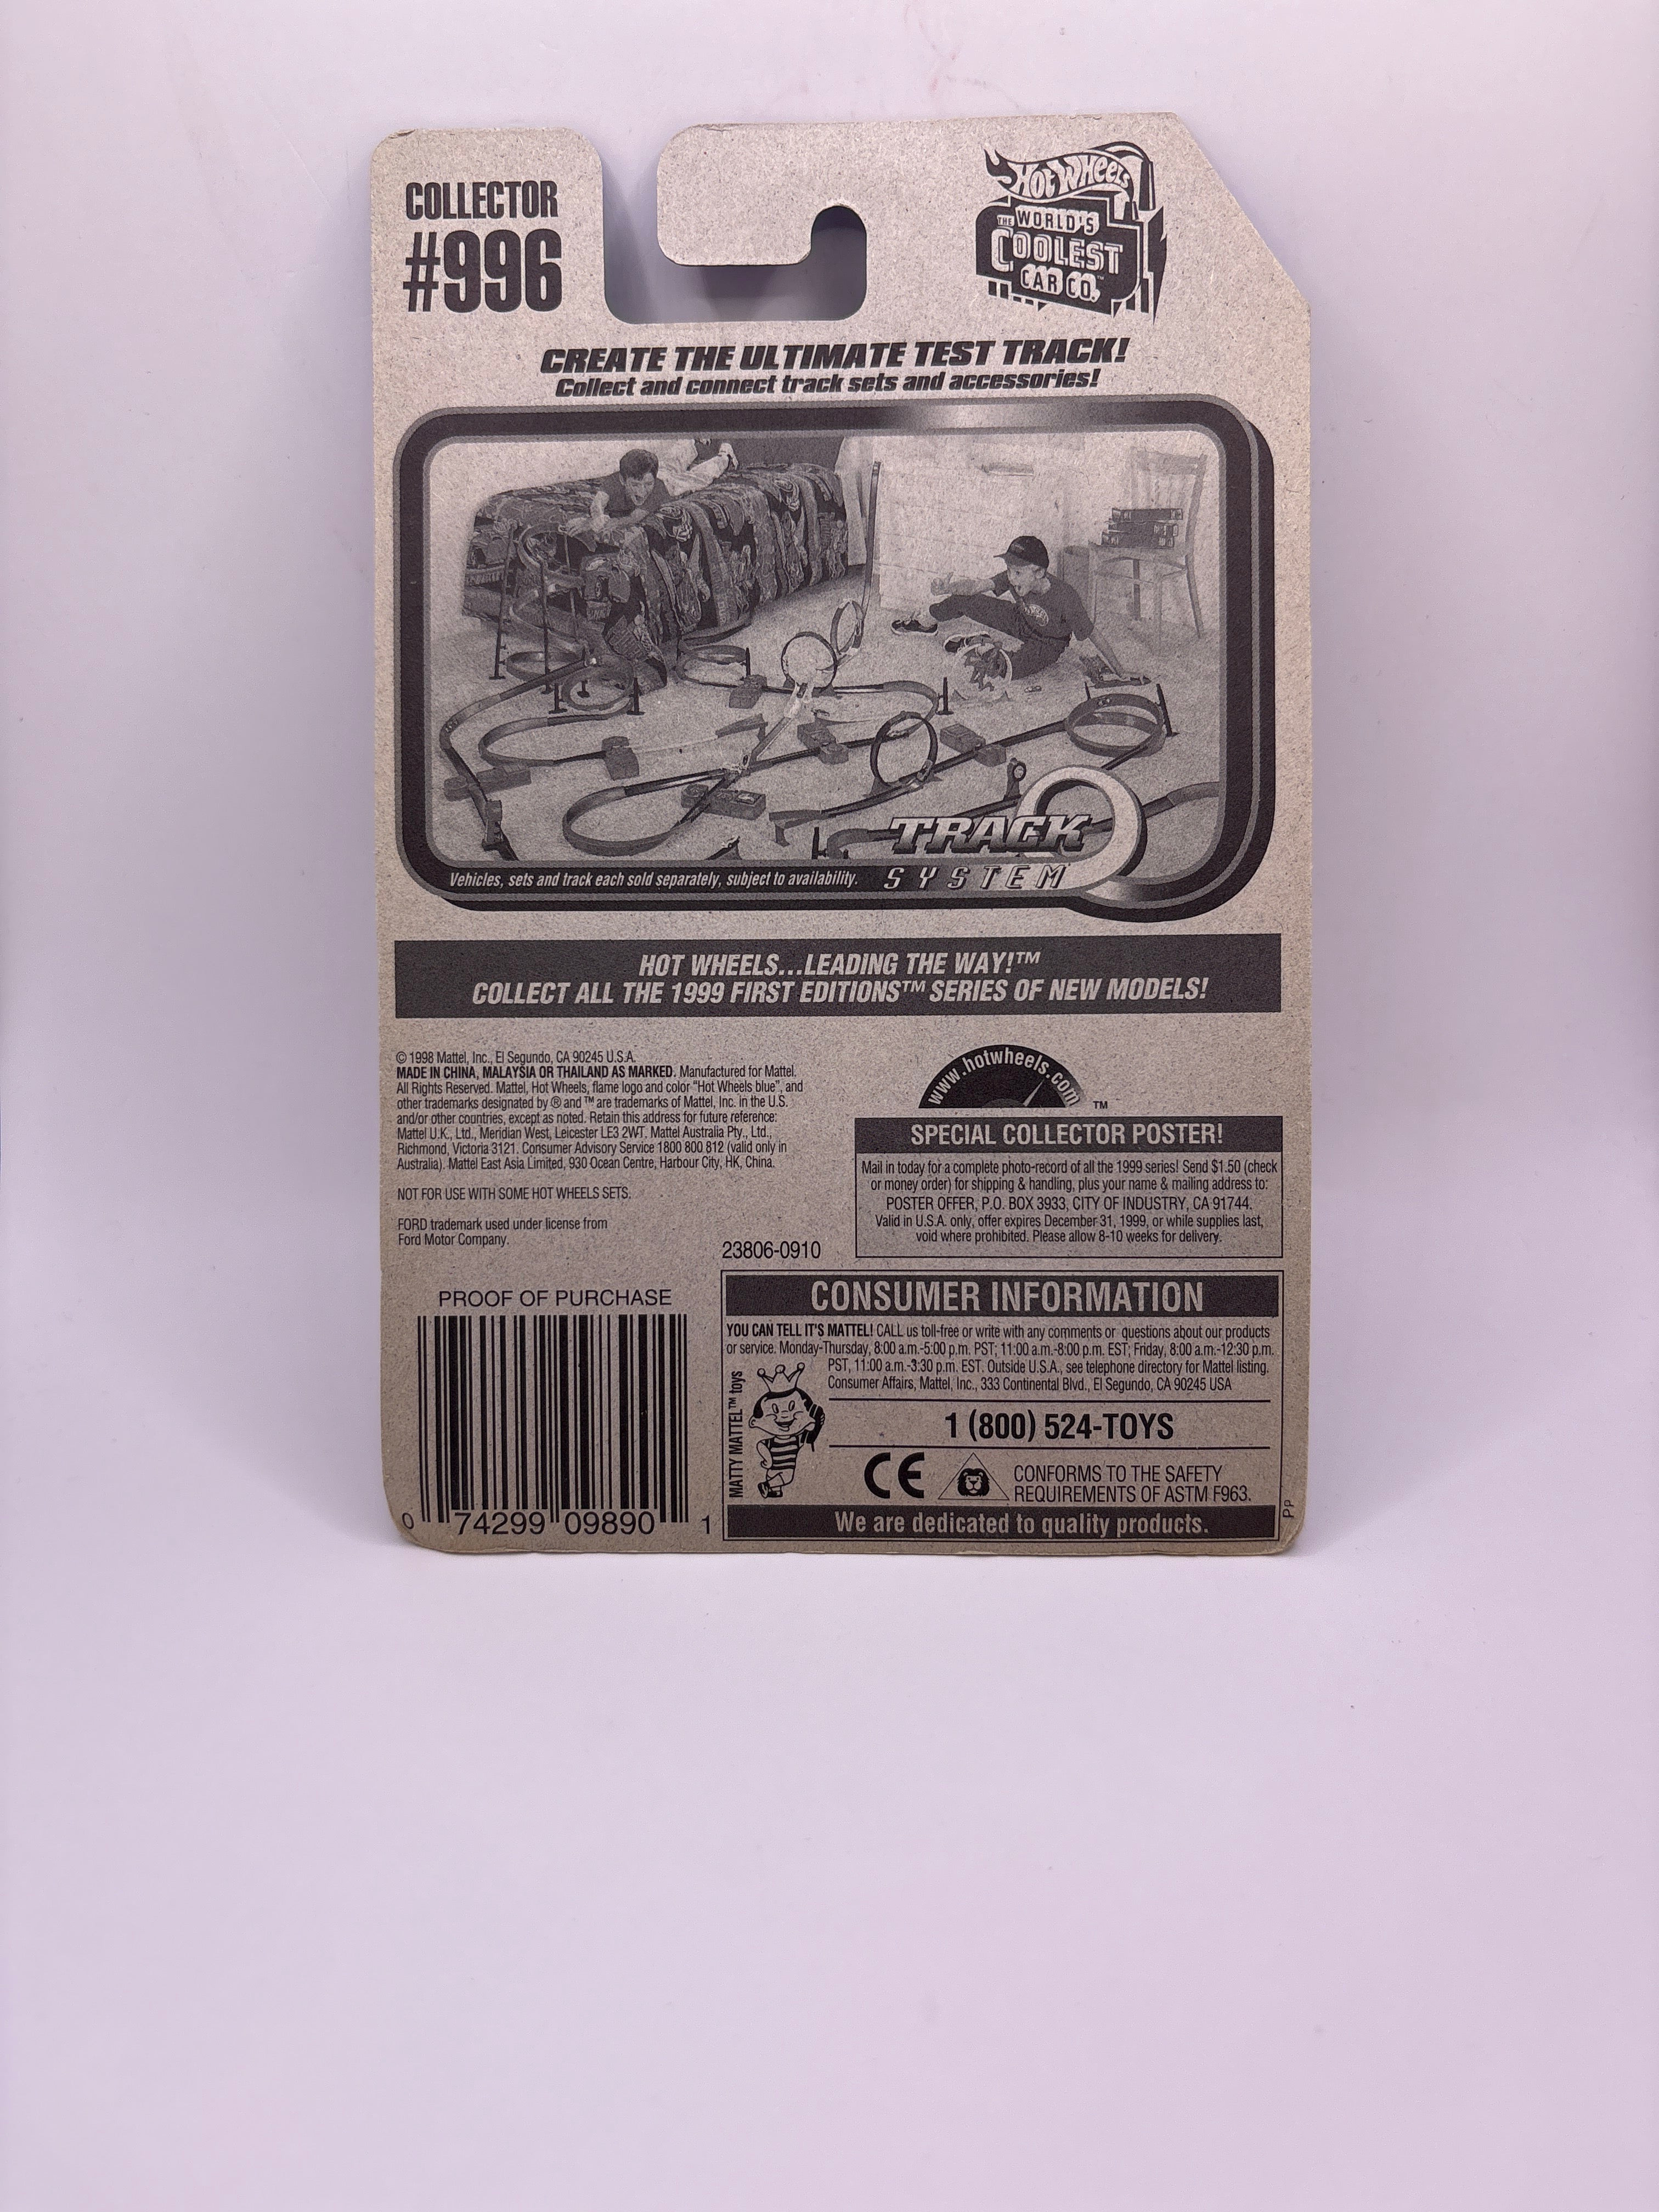 COLLECTOR
#996
HOT WHEELS
THE WORLD'S
COOLEST
CAR CO.™
CREATE THE ULTIMATE TEST TRACK!
Collect and connect track sets and accessories!
TRACK
SYSTEM
Vehicles, sets and track each sold separately, subject to availability.
HOT WHEELS...LEADING THE WAY!™
COLLECT ALL THE 1999 FIRST EDITIONS™ SERIES OF NEW MODELS!
© 1998 Mattel, Inc., El Segundo, CA 90245 U.S.A.
MADE IN CHINA, MALAYSIA OR THAILAND AS MARKED. Manufactured for Mattel.
All Rights Reserved. Mattel, Hot Wheels, flame logo and color "Hot Wheels blue", and
other trademarks designated by ® and ™ are trademarks of Mattel, Inc. in the U.S.
and/or other countries, except as noted. Retain this address for future reference:
Mattel U.K., Ltd., Meridian West, Leicester LE3 2WT. Mattel Australia Pty., Ltd.,
Richmond, Victoria 3121. Consumer Advisory Service 1800 800 812 (valid only in
Australia). Mattel East Asia Limited, 930 Ocean Centre, Harbour City, HK, China.
NOT FOR USE WITH SOME HOT WHEELS SETS.
FORD trademark used under license from
Ford Motor Company.
23806-0910
www.hotwheels.com
™
SPECIAL COLLECTOR POSTER!
Mail in today for a complete photo-record of all the 1999 series! Send $1.50 (check
or money order) for shipping & handling, plus your name & mailing address to:
POSTER OFFER, P.O. BOX 3933, CITY OF INDUSTRY, CA 91744.
Valid in U.S.A. only, offer expires December 31, 1999, or while supplies last,
void where prohibited. Please allow 8-10 weeks for delivery.
PROOF OF PURCHASE
0 74299 09890 1
CONSUMER INFORMATION
YOU CAN TELL IT'S MATTEL! CALL us toll-free or write with any comments or questions about our products
or service. Monday-Thursday, 8:00 a.m.-5:00 p.m. PST; 11:00 a.m.-8:00 p.m. EST; Friday, 8:00 a.m.-12:30 p.m.
PST, 11:00 a.m.-3:30 p.m. EST. Outside U.S.A., see telephone directory for Mattel listing.
Consumer Affairs, Mattel, Inc., 333 Continental Blvd., El Segundo, CA 90245 USA
MATTY MATTEL™ toys
1 (800) 524-TOYS
CE
CONFORMS TO THE SAFETY
REQUIREMENTS OF ASTM F963.
We are dedicated to quality products.
PP